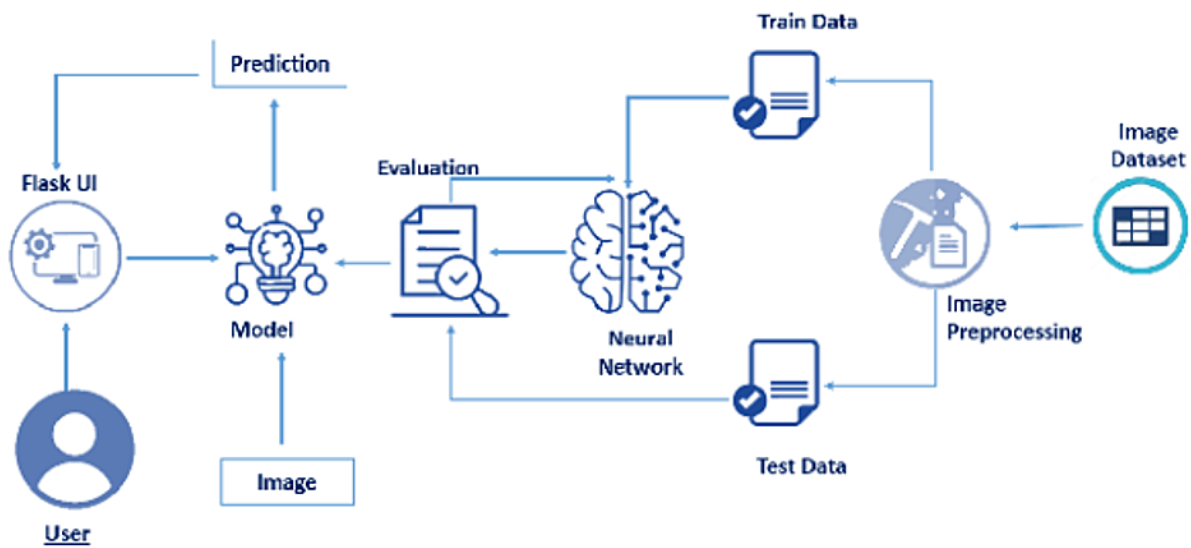 Train Data
Prediction
Image
Dataset
Evaluation
Flask UI
Image
Preprocessing
Model
Neural
Network
Test Data
Image
User